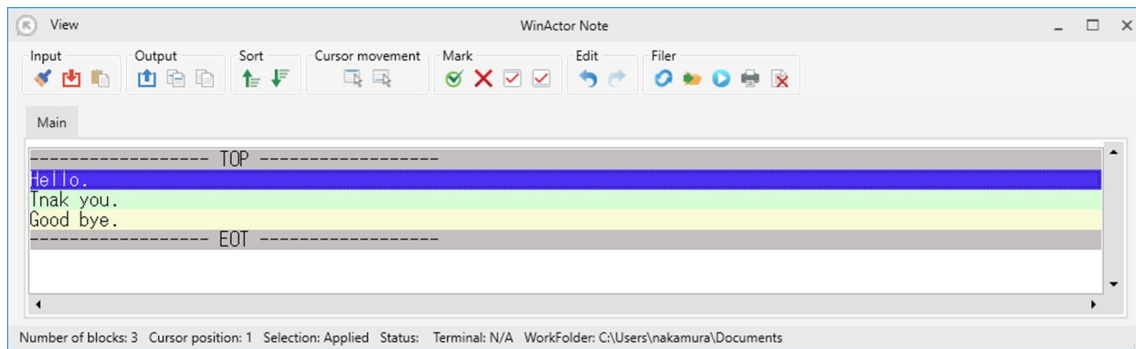 View WinActor Note
Input Output Sort Cursor movement Mark Edit Filer
Main
------------------ TOP ------------------
Hello.
Tnak you.
Good bye.
------------------ EOT ------------------
Number of blocks: 3 Cursor position: 1 Selection: Applied Status: Terminal: N/A WorkFolder: C:\Users\nakamura\Documents